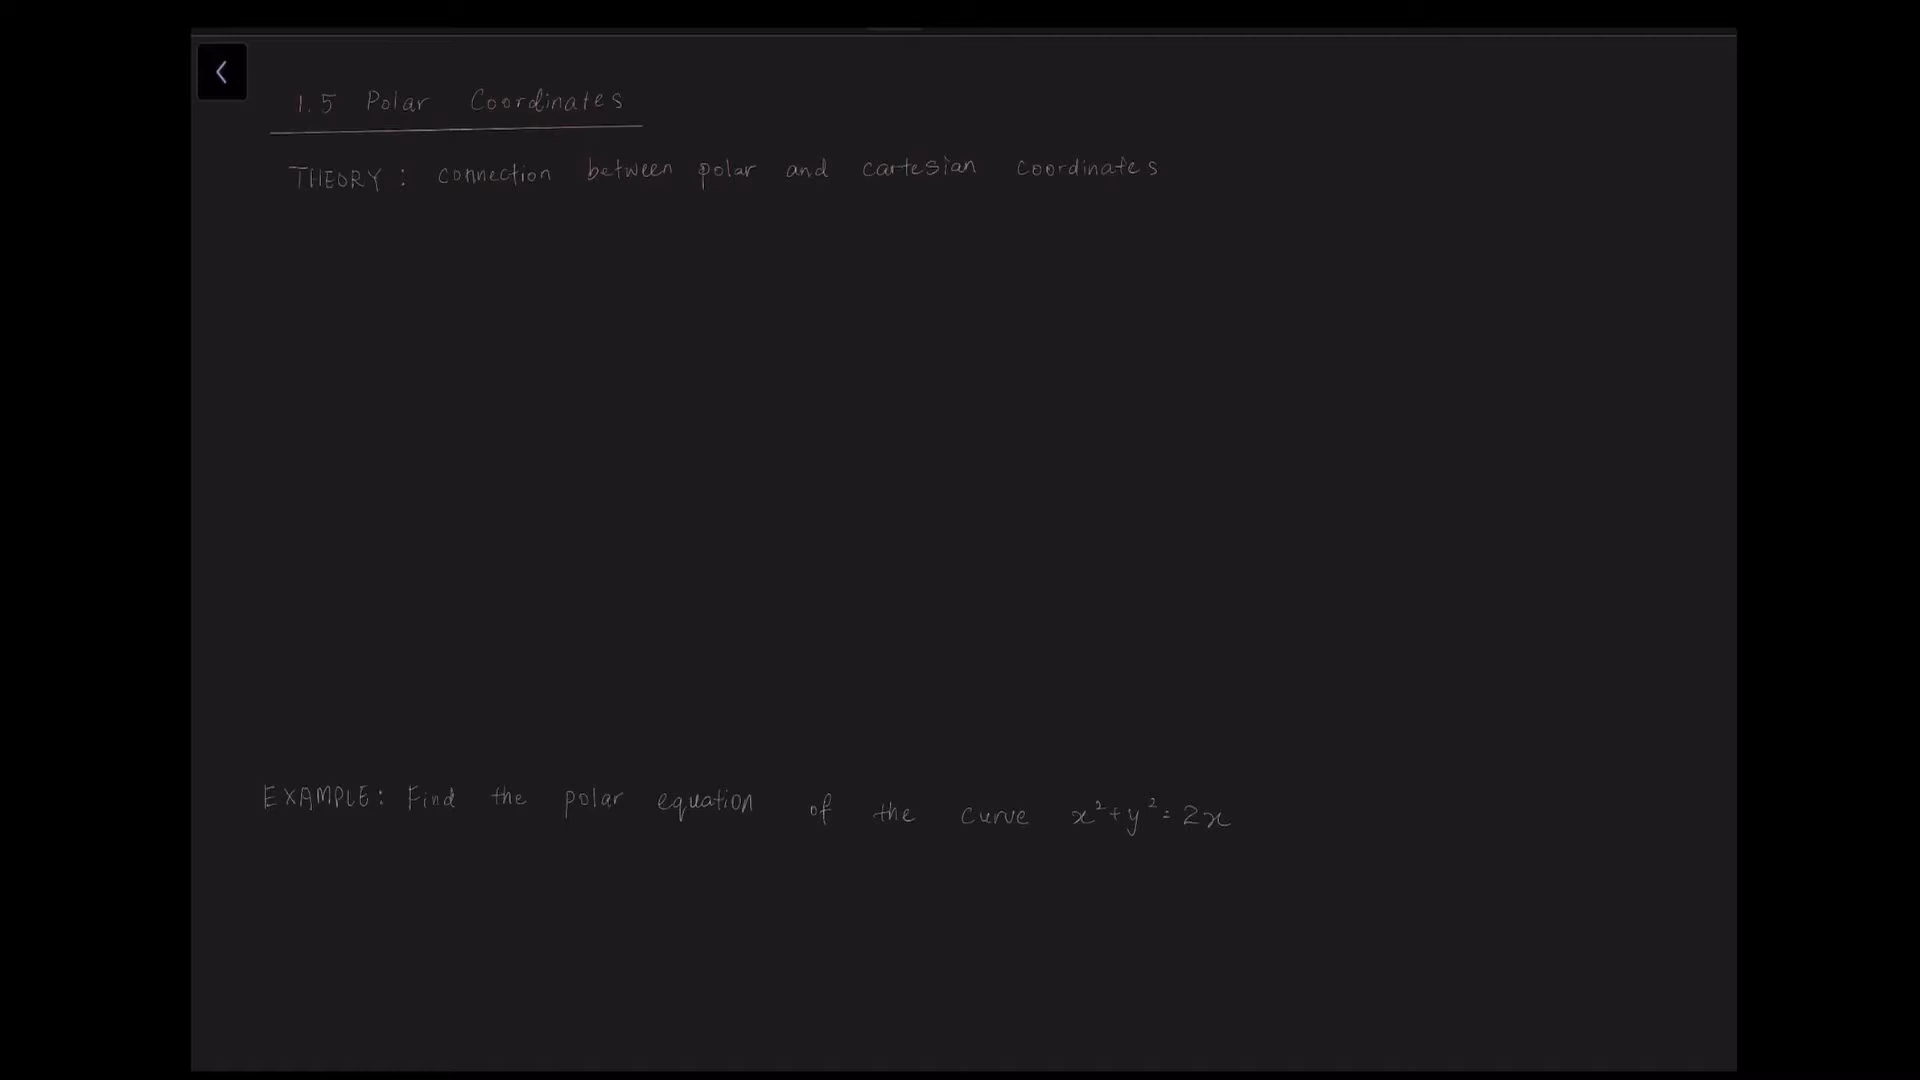 1.5 Polar Coordinates
THEORY: connection between polar and cartesian coordinates
EXAMPLE: Find the polar equation of the curve x²+y²=2x